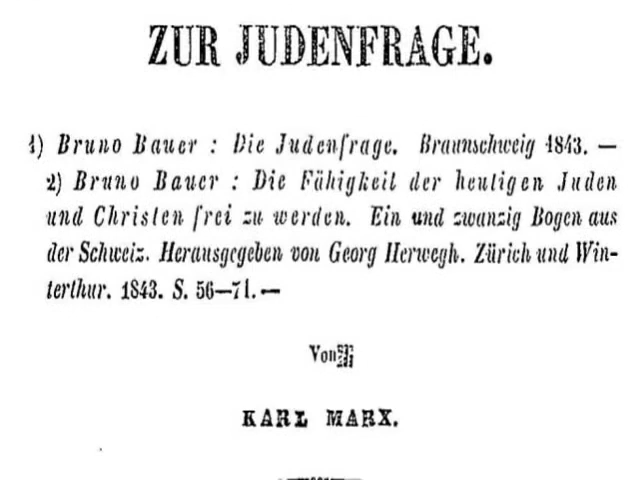 ZUR JUDENFRAGE.
1) Bruno Bauer : Die Judenfrage. Braunschweig 1843. —
2) Bruno Bauer : Die Fähigkeit der heutigen Juden
und Christen frei zu werden. Ein und zwanzig Bogen aus
der Schweiz. Herausgegeben von Georg Herwegh. Zürich und Win-
terthur. 1843. S. 56—71. —
Von
KARL MARX.